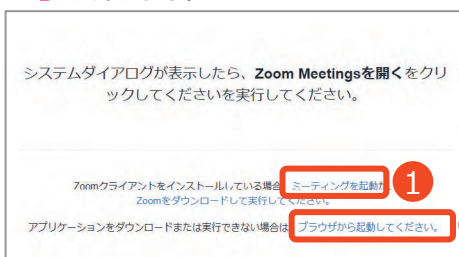 システムダイアログが表示したら、Zoom Meetingsを開くをクリ
ックしてくださいを実行してください。
Zoomクライアントをインストールしている場合 ミーティングを起動
1
Zoomをダウンロードして実行してください。
アプリケーションをダウンロードまたは実行できない場合は、ブラウザから起動してください。